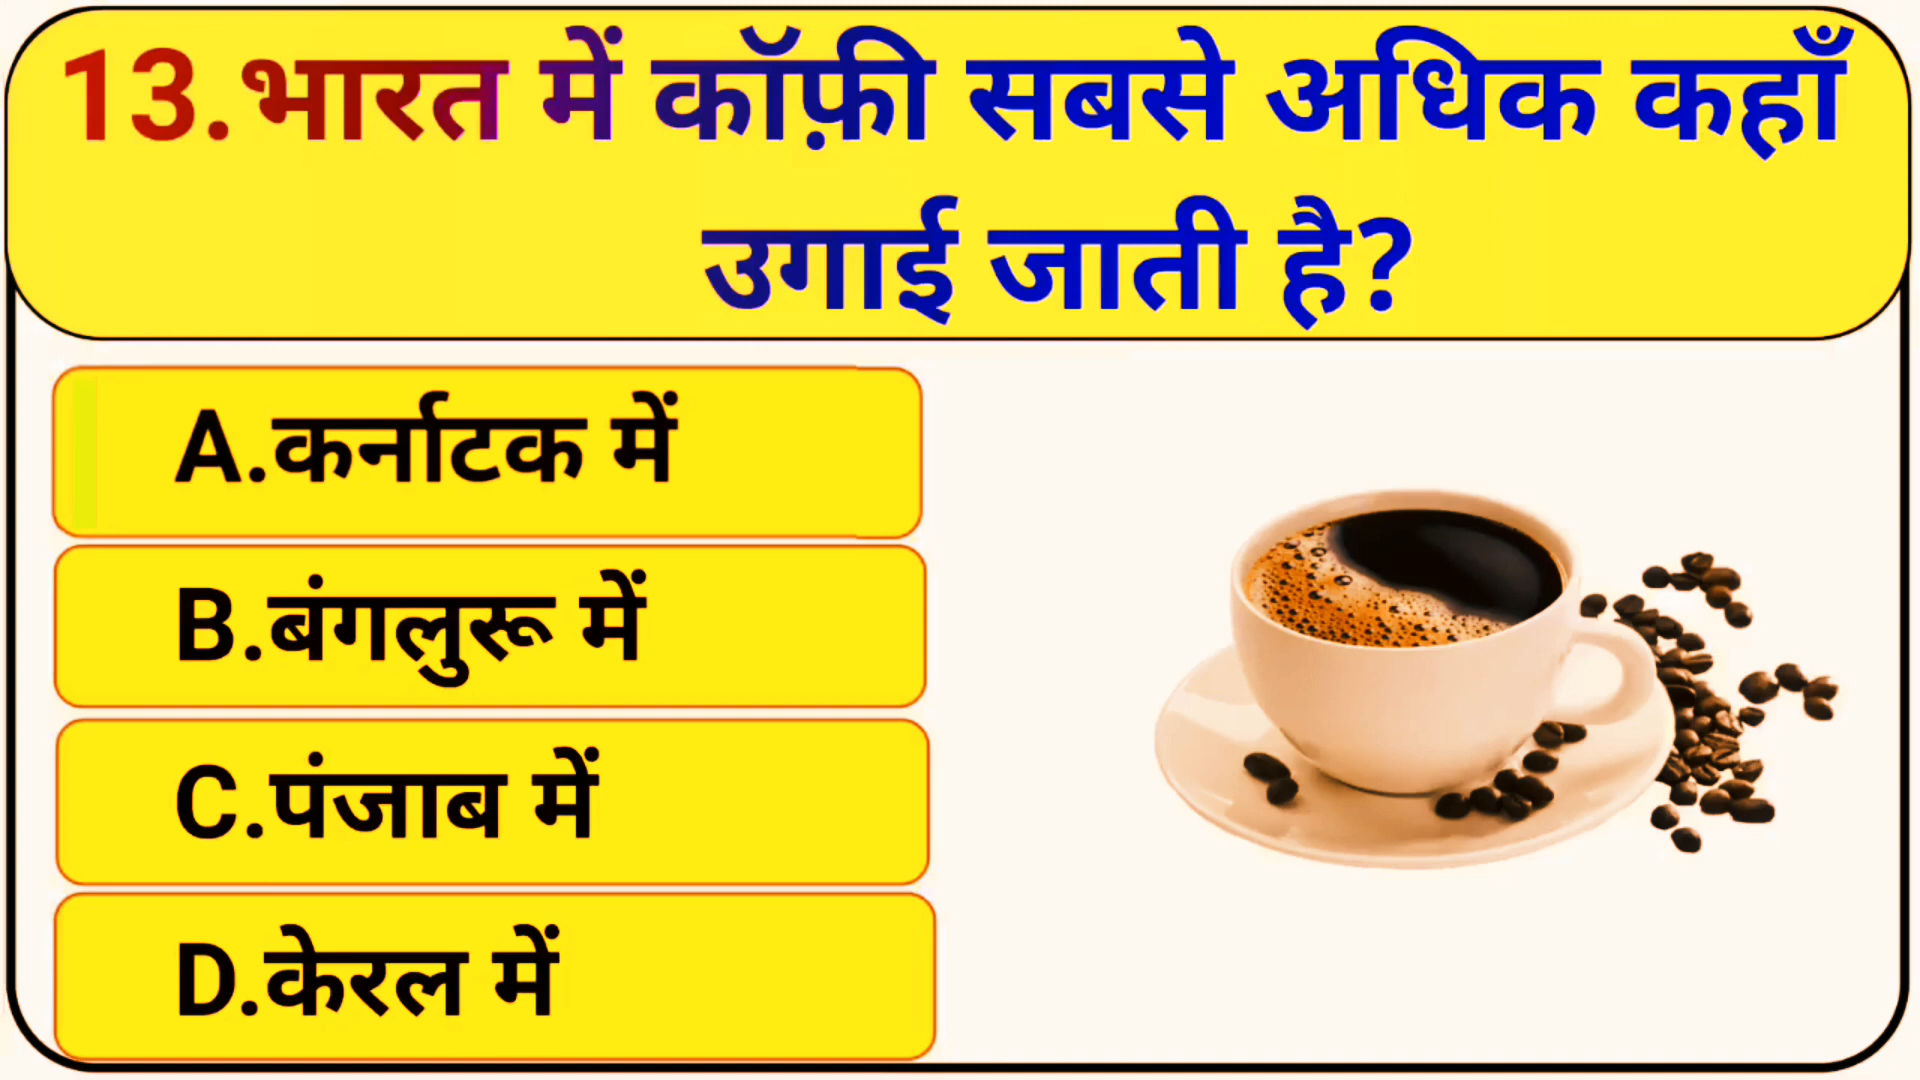 13.भारत में कॉफ़ी सबसे अधिक कहाँ
उगाई जाती है?
A.कर्नाटक में
B.बंगलुरू में
C.पंजाब में
D.केरल में